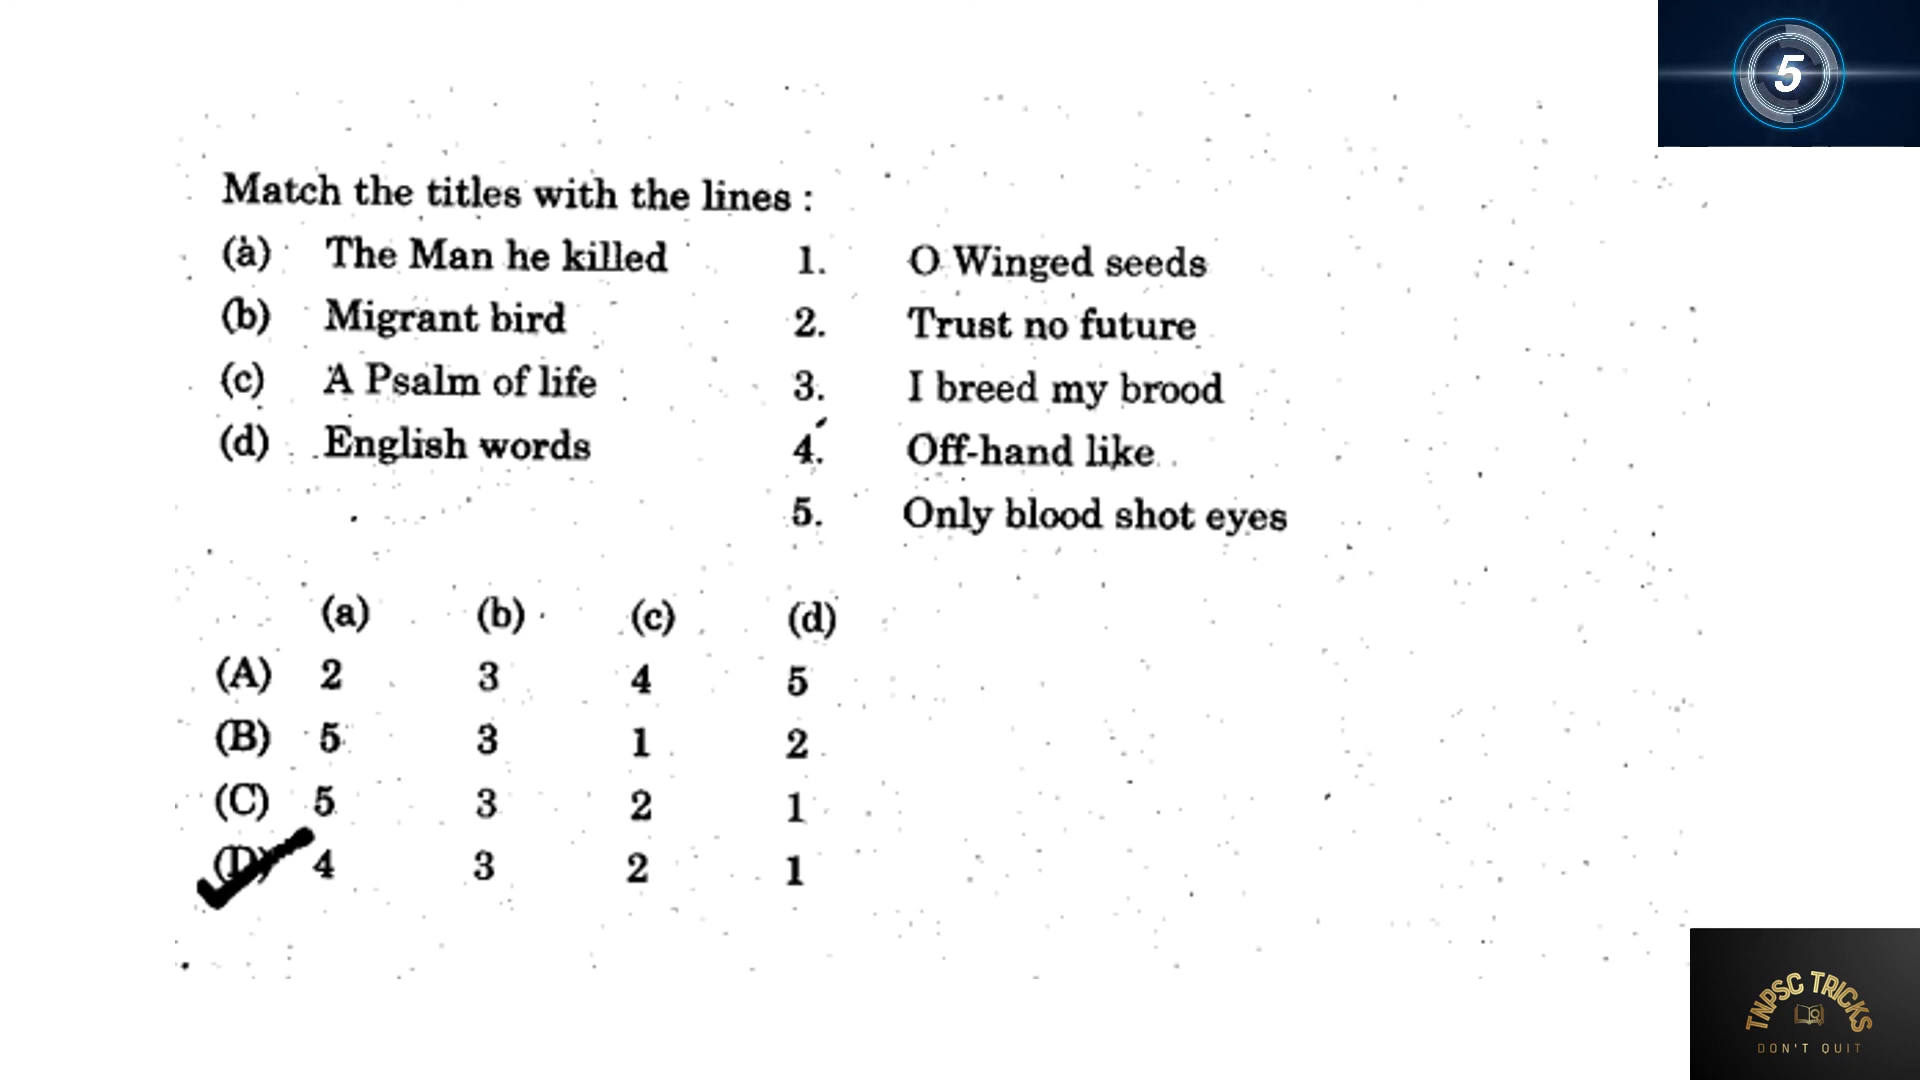 5
Match the titles with the lines :
(a) The Man he killed 1. O Winged seeds
(b) Migrant bird 2. Trust no future
(c) A Psalm of life 3. I breed my brood
(d) English words 4. Off-hand like
5. Only blood shot eyes
(a) (b) (c) (d)
(A) 2 3 4 5
(B) 5 3 1 2
(C) 5 3 2 1
(D) 4 3 2 1
TNPSC TRICKS
DON'T QUIT